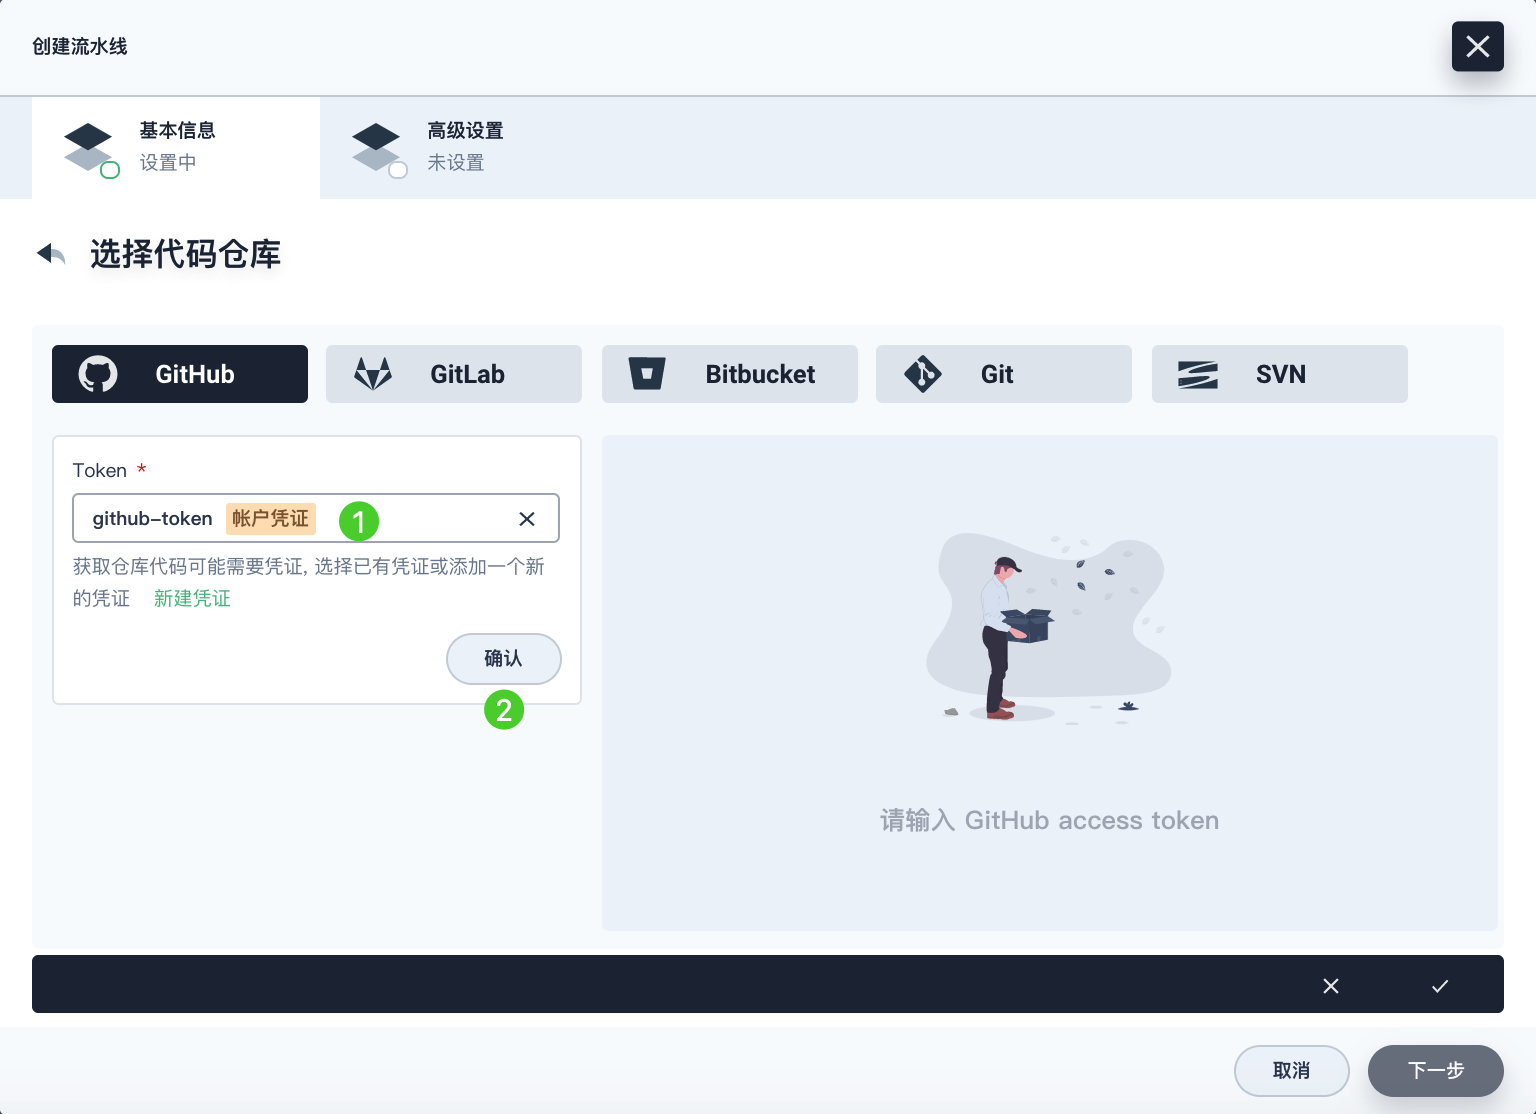 创建流水线
基本信息
设置中
高级设置
未设置
选择代码仓库
GitHub
GitLab
Bitbucket
Git
SVN
Token *
github-token 帐户凭证 1
获取仓库代码可能需要凭证, 选择已有凭证或添加一个新
的凭证 新建凭证
确认
2
请输入 GitHub access token
取消
下一步